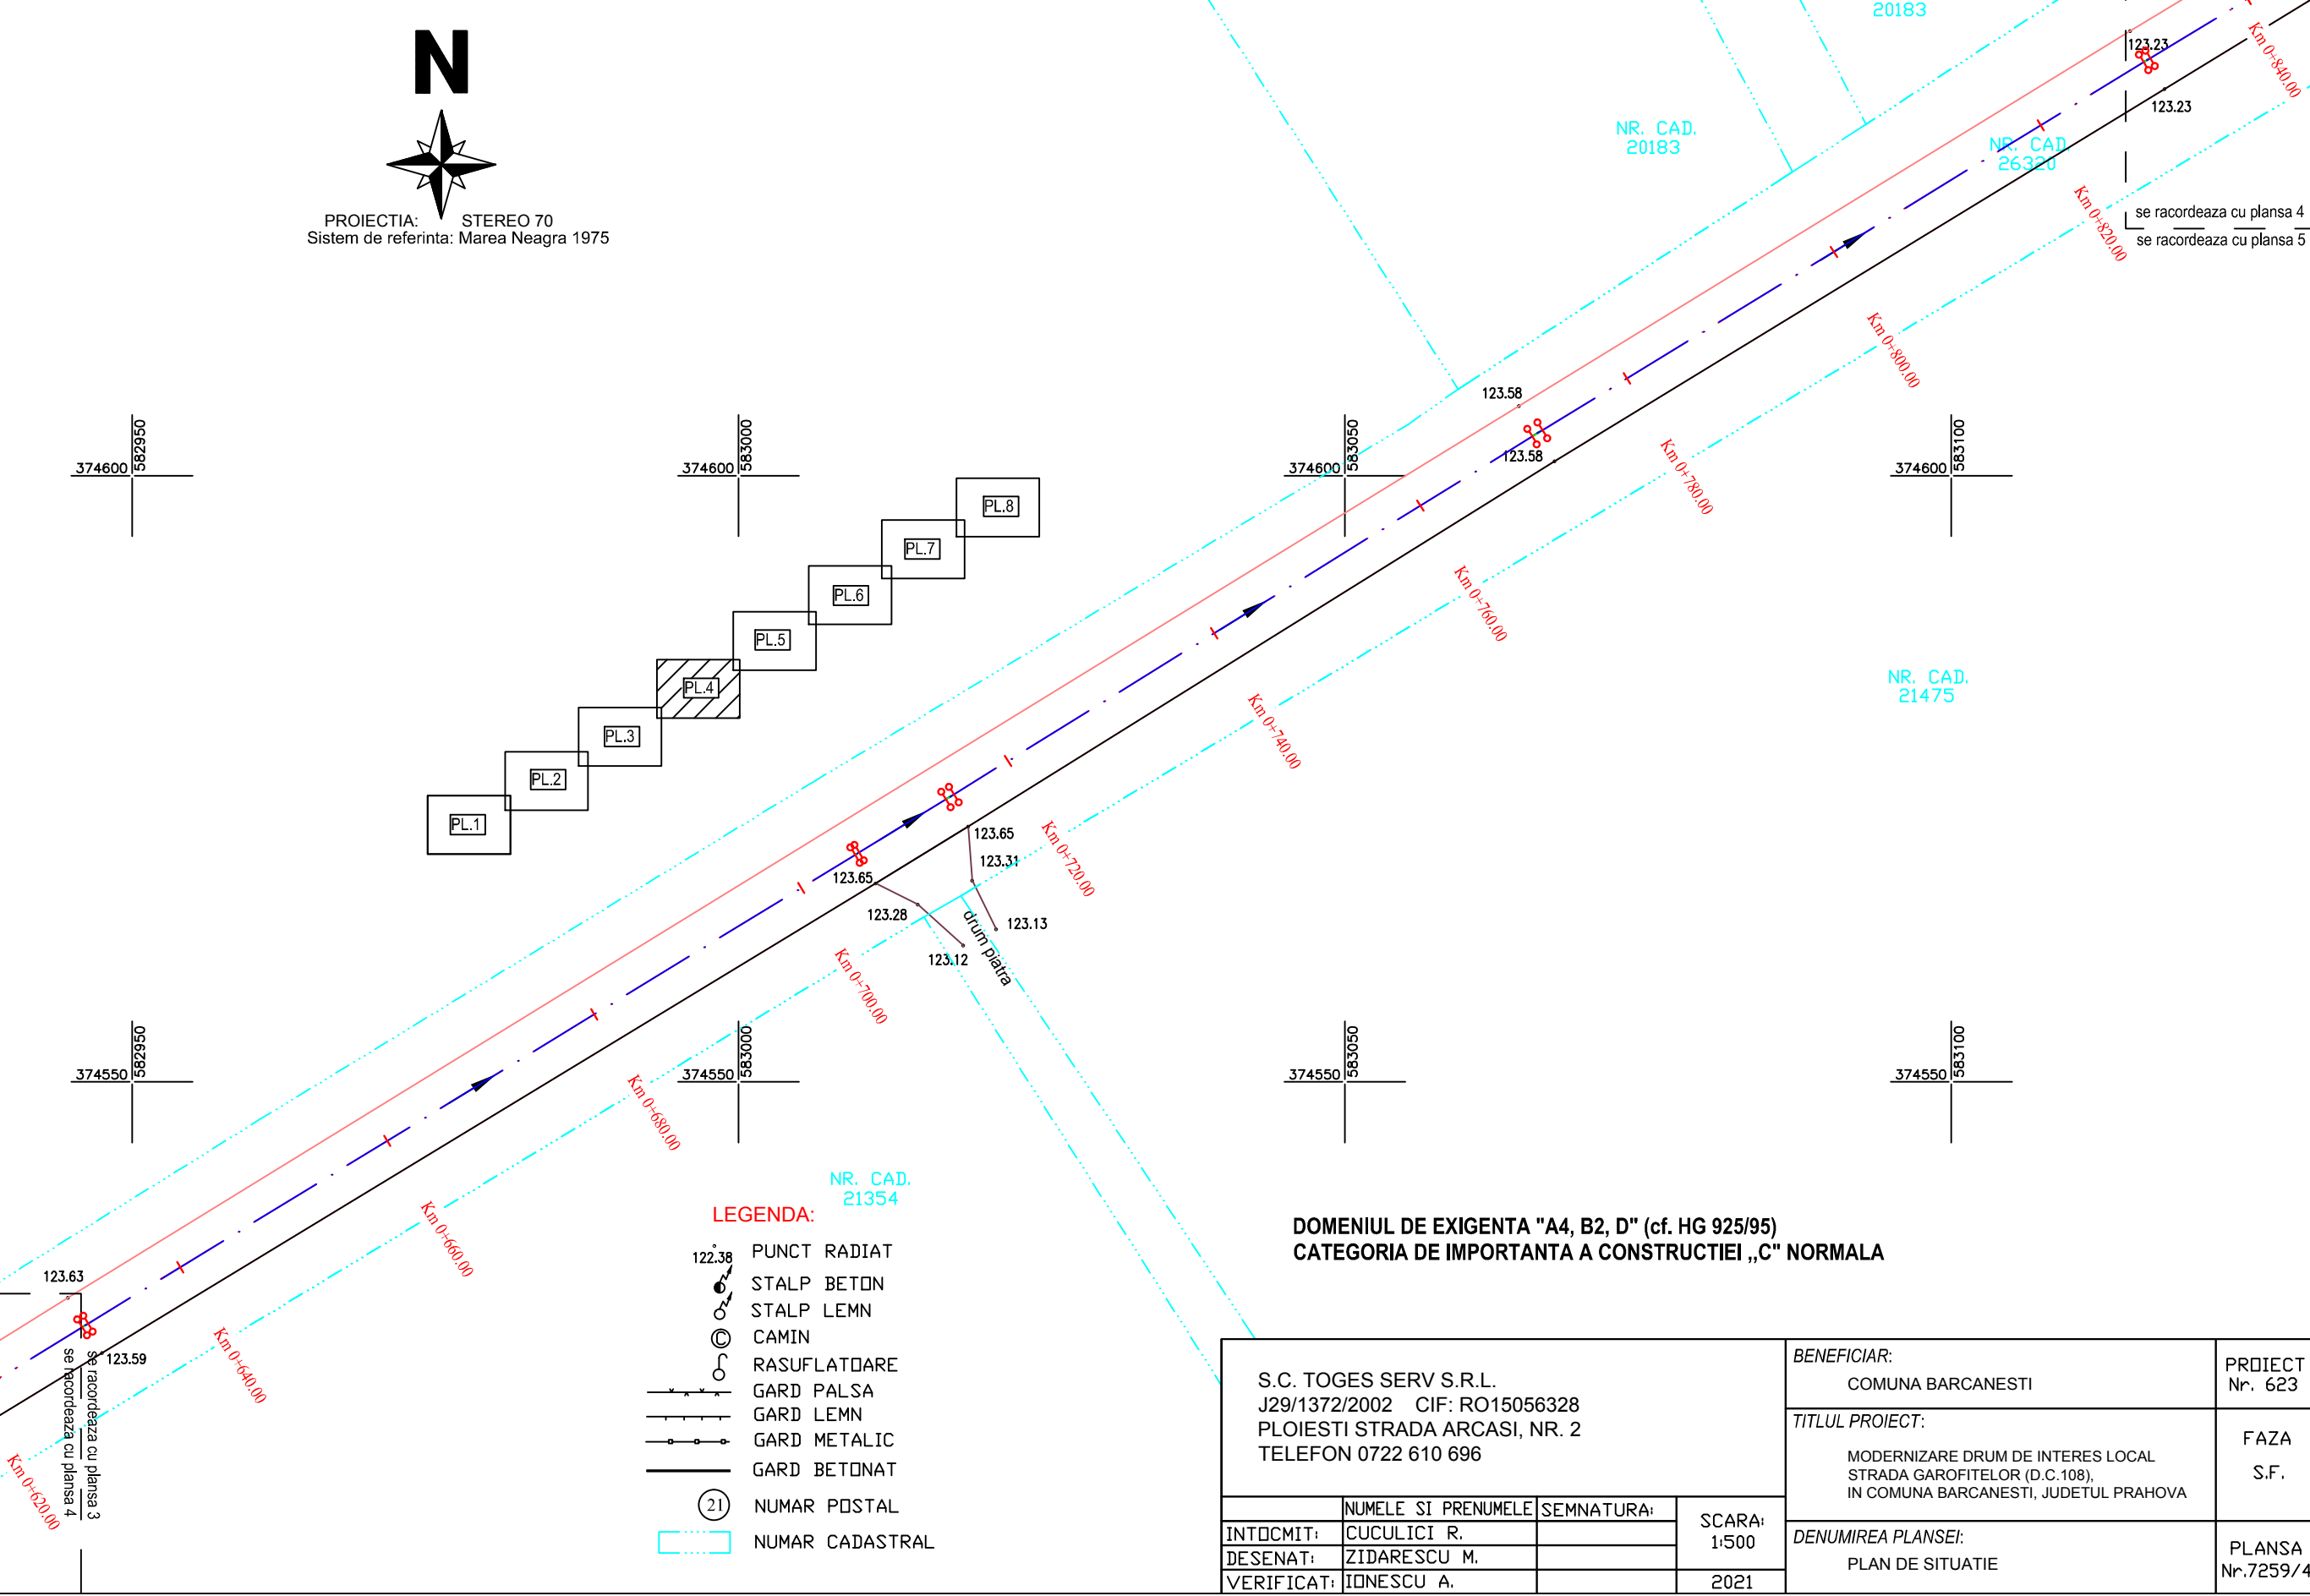 N
PROIECTIA: STEREO 70
Sistem de referinta: Marea Neagra 1975
20183
NR. CAD.
20183
NR. CAD.
26320
123.23
123.23
Km 0+840.00
Km 0+820.00
se racordeaza cu plansa 4
se racordeaza cu plansa 5
Km 0+800.00
123.58
123.58
Km 0+780.00
374600
582950
374600
583000
374600
583050
374600
583100
PL.8
PL.7
PL.6
PL.5
PL.4
PL.3
PL.2
PL.1
Km 0+760.00
NR. CAD.
21475
Km 0+740.00
123.65
123.31
123.65
123.28
123.13
123.12
drum piatra
Km 0+720.00
Km 0+700.00
374550
582950
374550
583000
374550
583050
374550
583100
Km 0+680.00
NR. CAD.
21354
Km 0+660.00
123.63
123.59
Km 0+640.00
se racordeaza cu plansa 3
se racordeaza cu plansa 4
Km 0+620.00
LEGENDA:
122.38 PUNCT RADIAT
STALP BETON
STALP LEMN
C CAMIN
RASUFLATOARE
GARD PALSA
GARD LEMN
GARD METALIC
GARD BETONAT
21 NUMAR POSTAL
NUMAR CADASTRAL
DOMENIUL DE EXIGENTA "A4, B2, D" (cf. HG 925/95)
CATEGORIA DE IMPORTANTA A CONSTRUCTIEI ,,C" NORMALA
S.C. TOGES SERV S.R.L.
J29/1372/2002 CIF: RO15056328
PLOIESTI STRADA ARCASI, NR. 2
TELEFON 0722 610 696
NUMELE SI PRENUMELE SEMNATURA:
INTOCMIT: CUCULICI R.
DESENAT: ZIDARESCU M.
VERIFICAT: IONESCU A.
SCARA:
1:500
2021
BENEFICIAR:
COMUNA BARCANESTI
TITLUL PROIECT:
MODERNIZARE DRUM DE INTERES LOCAL
STRADA GAROFITELOR (D.C.108),
IN COMUNA BARCANESTI, JUDETUL PRAHOVA
DENUMIREA PLANSEI:
PLAN DE SITUATIE
PROIECT
Nr. 623
FAZA
S.F.
PLANSA
Nr.7259/4